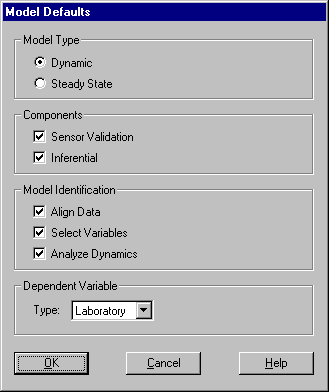 Model Defaults
Model Type
Dynamic
Steady State
Components
Sensor Validation
Inferential
Model Identification
Align Data
Select Variables
Analyze Dynamics
Dependent Variable
Type: Laboratory
OK Cancel Help